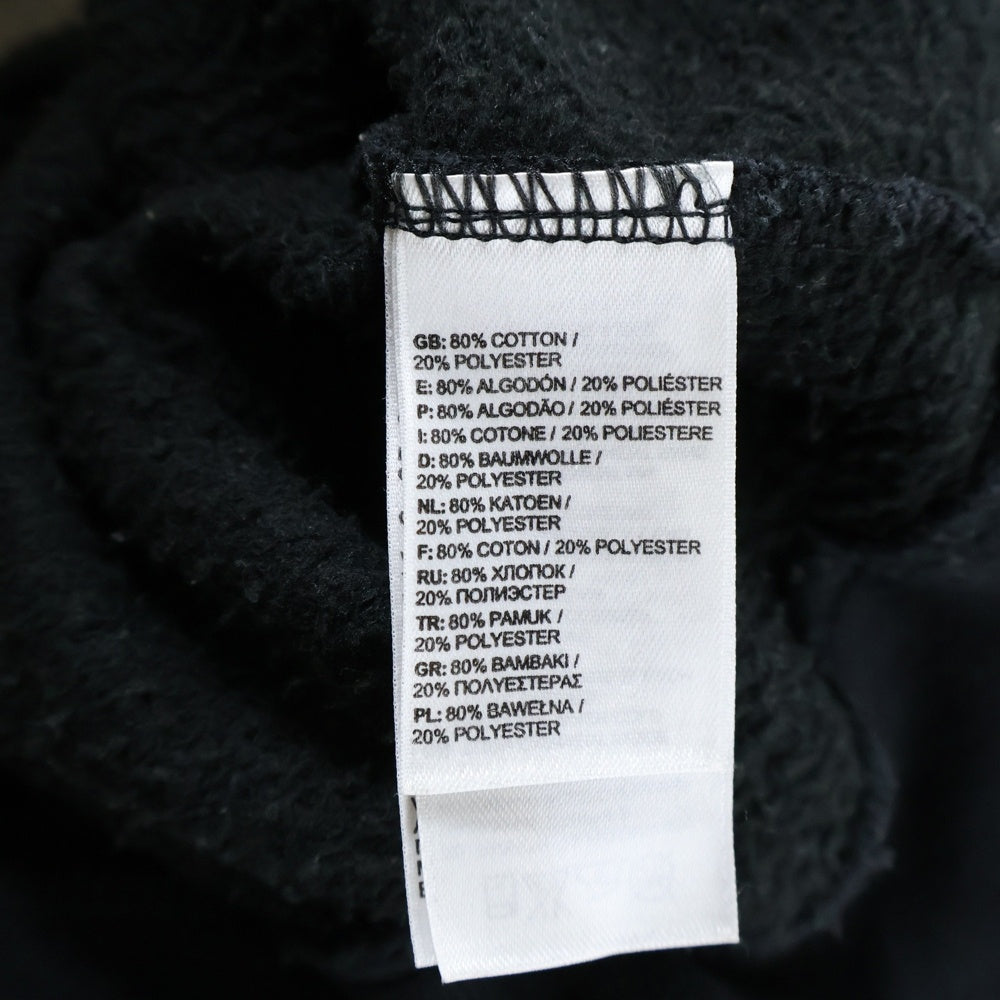 GB: 80% COTTON /
20% POLYESTER
E: 80% ALGODÓN / 20% POLIÉSTER
P: 80% ALGODÃO / 20% POLIÉSTER
I: 80% COTONE / 20% POLIESTERE
D: 80% BAUMWOLLE /
20% POLYESTER
NL: 80% KATOEN /
20% POLYESTER
F: 80% COTON / 20% POLYESTER
RU: 80% ХЛОПОК /
20% ПОЛИЭСТЕР
TR: 80% PAMUK /
20% POLYESTER
GR: 80% ΒΑΜΒΑΚΙ /
20% ΠΟΛΥΕΣΤΕΡΑΣ
PL: 80% BAWEŁNA /
20% POLYESTER